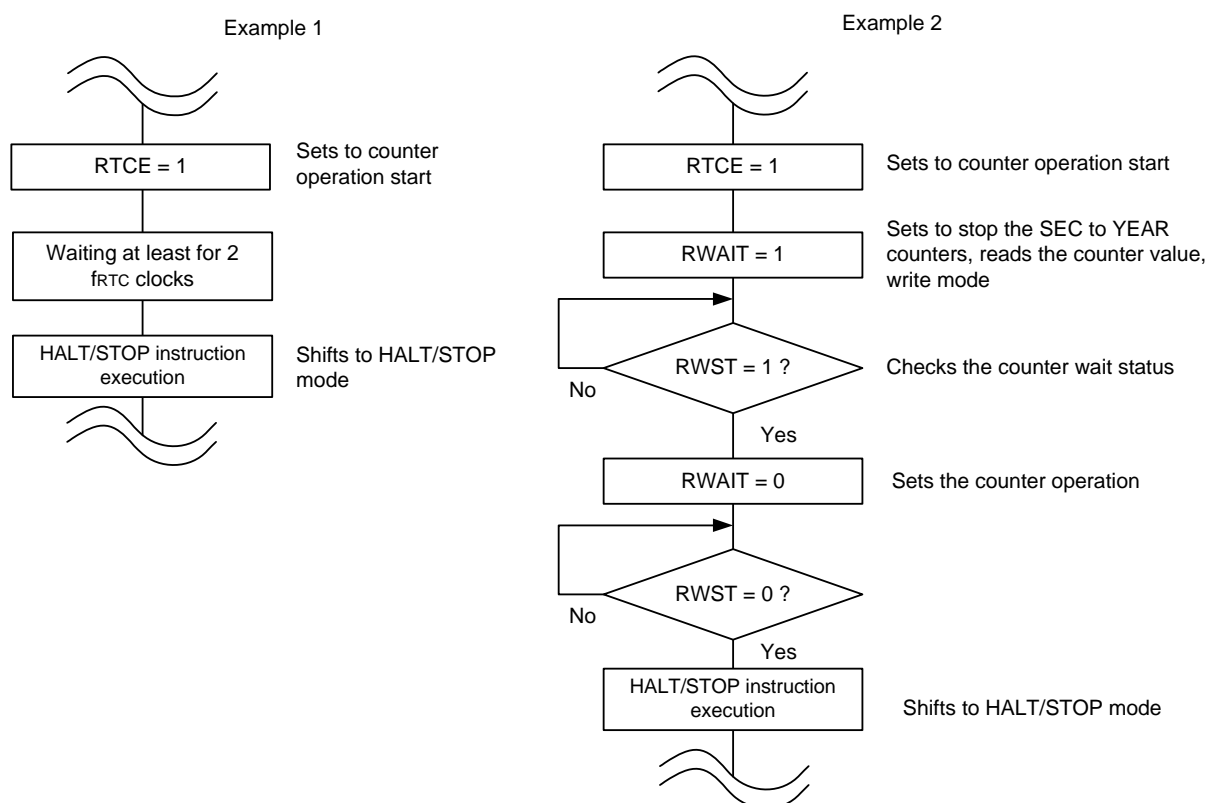 Example 1
RTCE = 1
Sets to counter
operation start
Waiting at least for 2
fRTC clocks
HALT/STOP instruction
execution
Shifts to HALT/STOP
mode
Example 2
RTCE = 1
Sets to counter operation start
RWAIT = 1
Sets to stop the SEC to YEAR
counters, reads the counter value,
write mode
RWST = 1 ?
Checks the counter wait status
No
Yes
RWAIT = 0
Sets the counter operation
RWST = 0 ?
No
Yes
HALT/STOP instruction
execution
Shifts to HALT/STOP mode